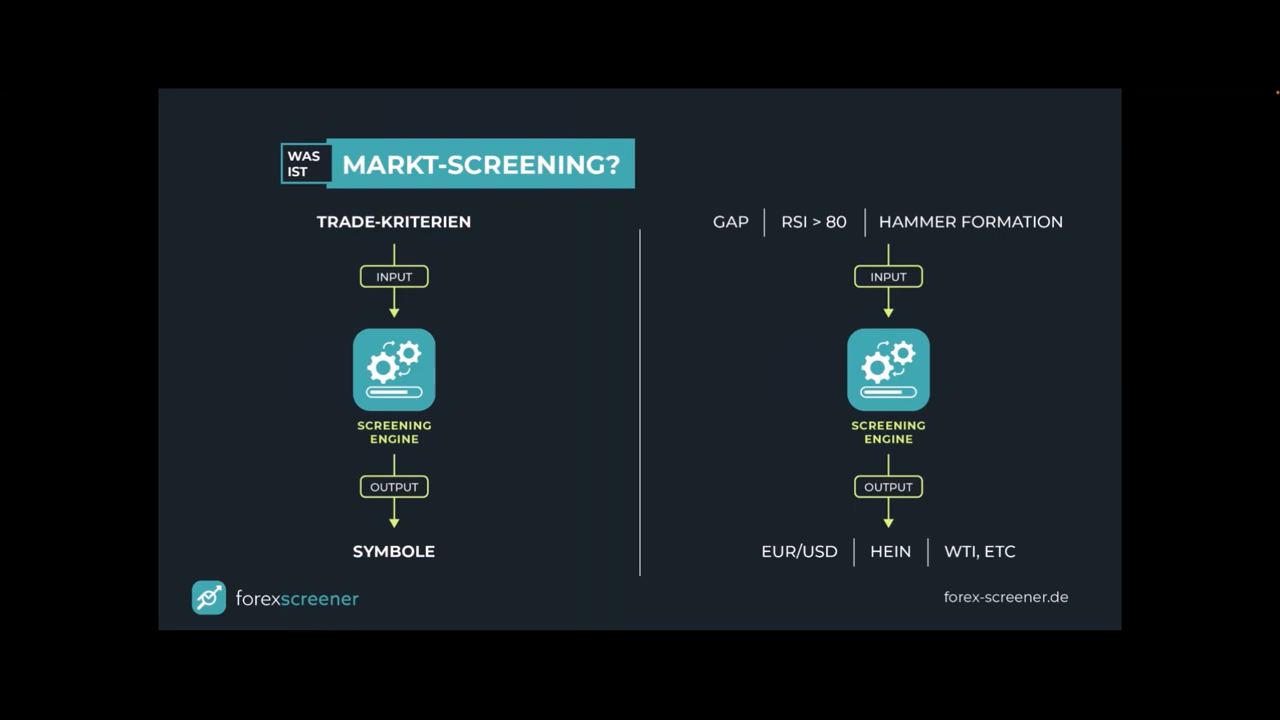 WAS
IST
MARKT-SCREENING?
TRADE-KRITERIEN
INPUT
SCREENING
ENGINE
OUTPUT
SYMBOLE
GAP | RSI > 80 | HAMMER FORMATION
INPUT
SCREENING
ENGINE
OUTPUT
EUR/USD | HEIN | WTI, ETC
forexscreener
forex-screener.de